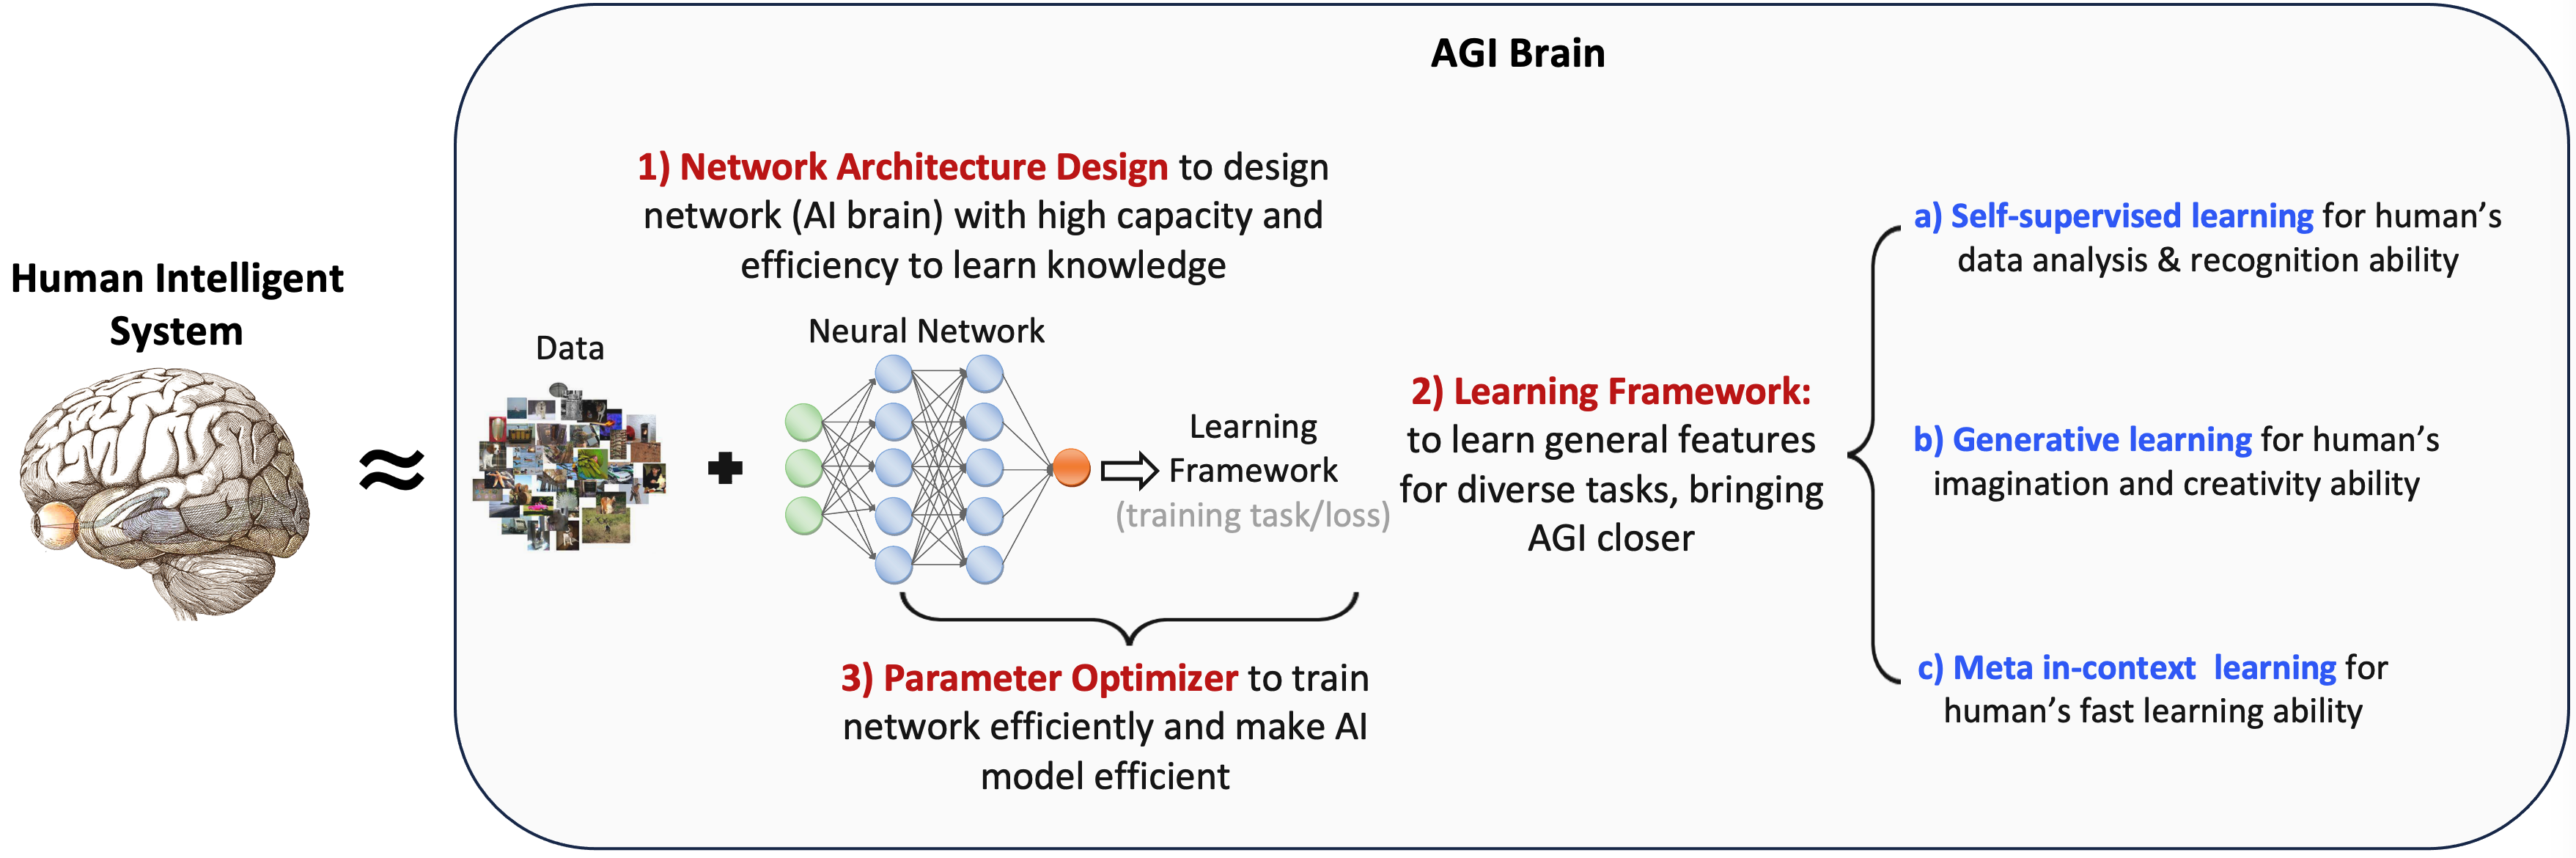 AGI Brain
Human Intelligent
System
1) Network Architecture Design to design
network (AI brain) with high capacity and
efficiency to learn knowledge
Data
Neural Network
Learning
Framework
(training task/loss)
2) Learning Framework:
to learn general features
for diverse tasks, bringing
AGI closer
3) Parameter Optimizer to train
network efficiently and make AI
model efficient
a) Self-supervised learning for human’s
data analysis & recognition ability
b) Generative learning for human’s
imagination and creativity ability
c) Meta in-context  learning for
human’s fast learning ability